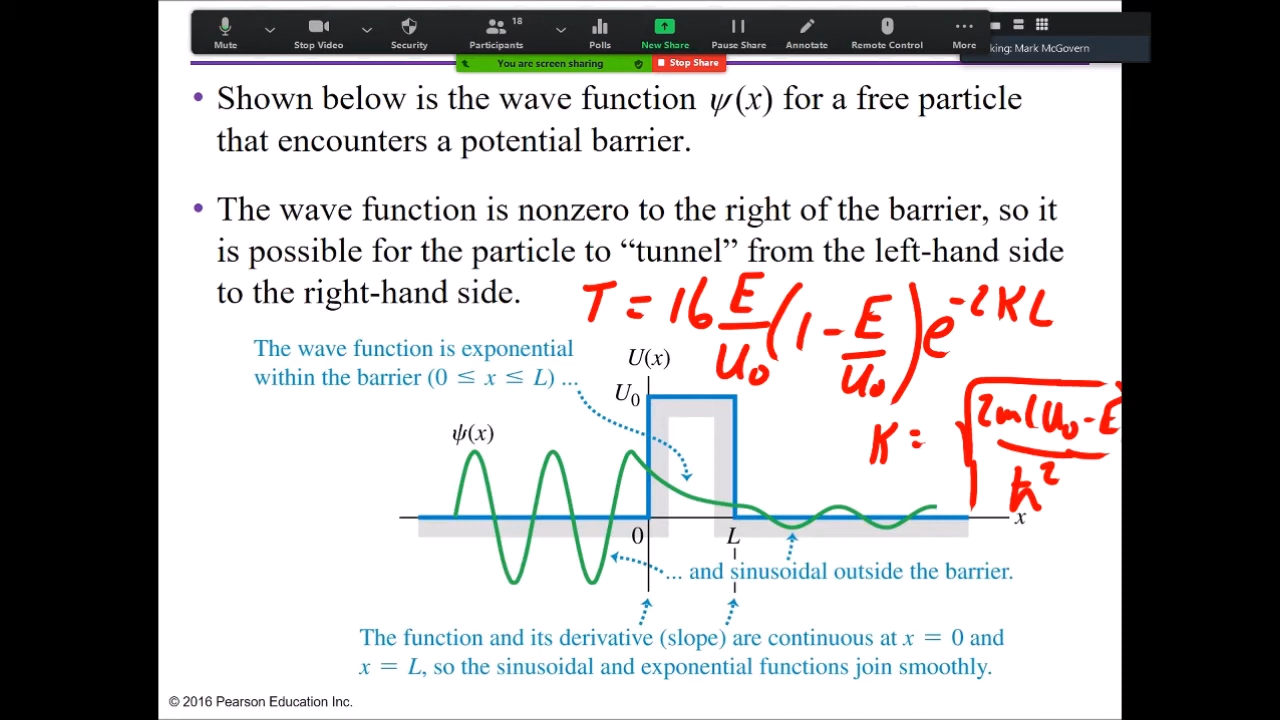 18
Mute Stop Video Security Participants Polls New Share Pause Share Annotate Remote Control More
king: Mark McGovern
You are screen sharing Stop Share
• Shown below is the wave function ψ(x) for a free particle
that encounters a potential barrier.
• The wave function is nonzero to the right of the barrier, so it
is possible for the particle to “tunnel” from the left-hand side
to the right-hand side.
T = 16 E/U₀ (1 - E/U₀) e^-2KL
The wave function is exponential
within the barrier (0 ≤ x ≤ L) ...
U(x)
U₀
K = √(2m(U₀-E)/ħ²
ψ(x)
0 L x
... and sinusoidal outside the barrier.
The function and its derivative (slope) are continuous at x = 0 and
x = L, so the sinusoidal and exponential functions join smoothly.
© 2016 Pearson Education Inc.